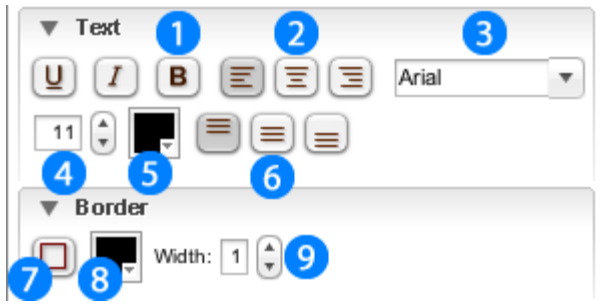 Text
1 2 3
U I B Arial
11
4 5 6
Border
Width: 1 9
7 8